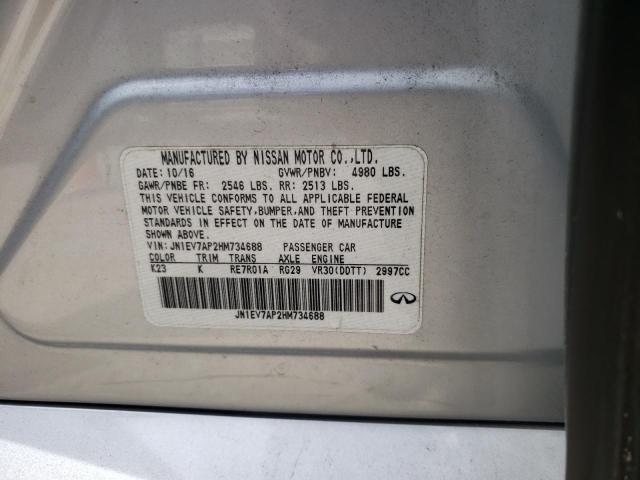 MANUFACTURED BY NISSAN MOTOR CO.,LTD.
DATE: 10/16 GVWR/PNBV: 4980 LBS.
GAWR/PNBE FR: 2546 LBS. RR: 2513 LBS.
THIS VEHICLE CONFORMS TO ALL APPLICABLE FEDERAL
MOTOR VEHICLE SAFETY,BUMPER,AND THEFT PREVENTION
STANDARDS IN EFFECT ON THE DATE OF MANUFACTURE
SHOWN ABOVE.
VIN: JN1EV7AP2HM734688 PASSENGER CAR
COLOR TRIM TRANS AXLE ENGINE
K23 K RE7R01A RG29 VR30(DDTT) 2997CC
JN1EV7AP2HM734688